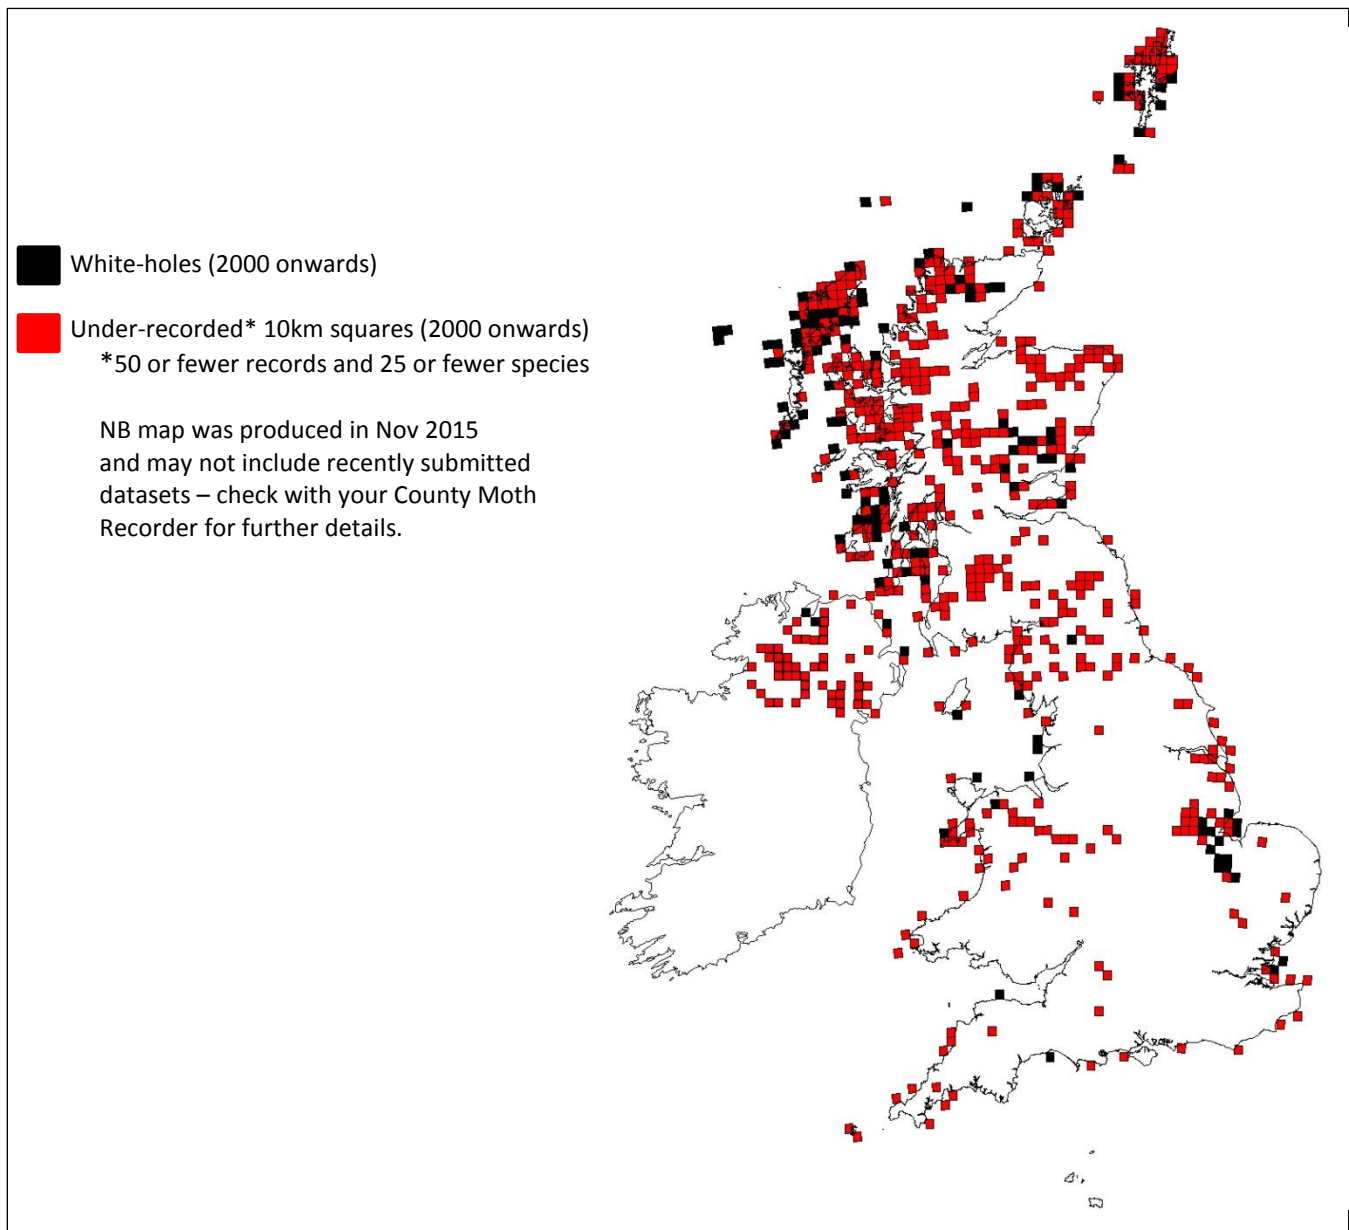 White-holes (2000 onwards)
Under-recorded* 10km squares (2000 onwards)
*50 or fewer records and 25 or fewer species
NB map was produced in Nov 2015
and may not include recently submitted
datasets – check with your County Moth
Recorder for further details.